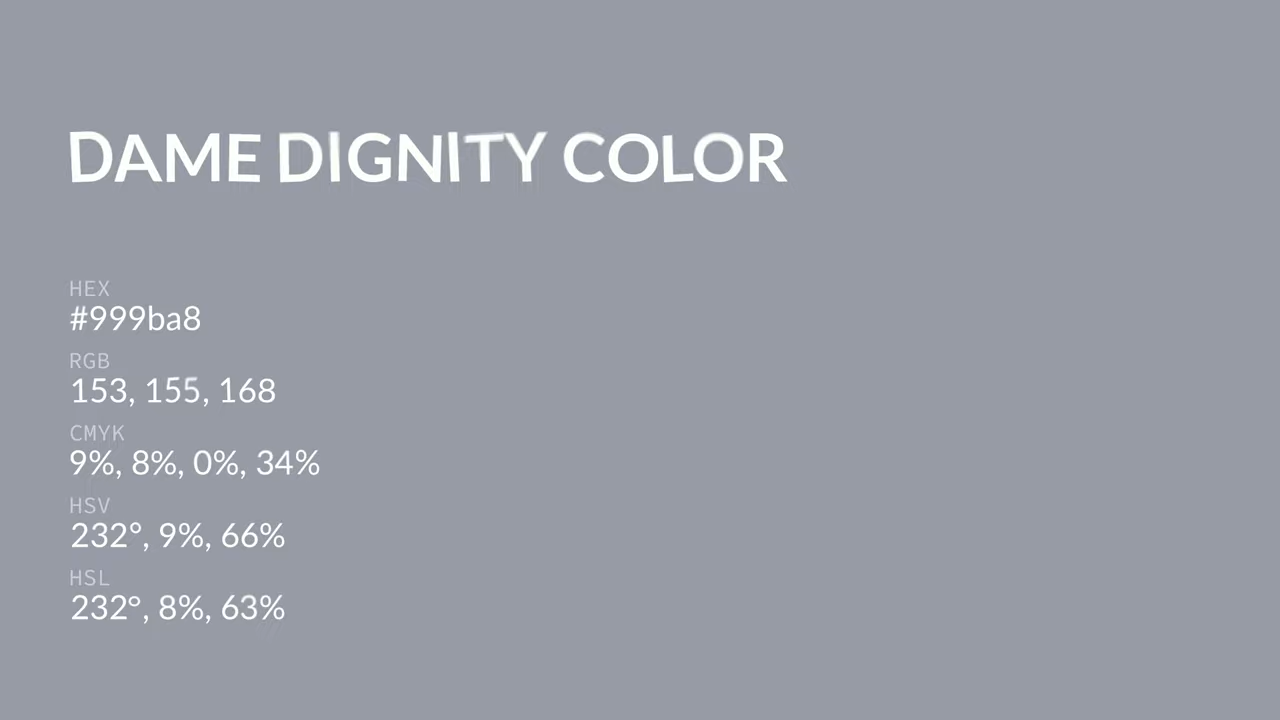 DAME DIGNITY COLOR
HEX
#999ba8
RGB
153, 155, 168
CMYK
9%, 8%, 0%, 34%
HSV
232°, 9%, 66%
HSL
232°, 8%, 63%